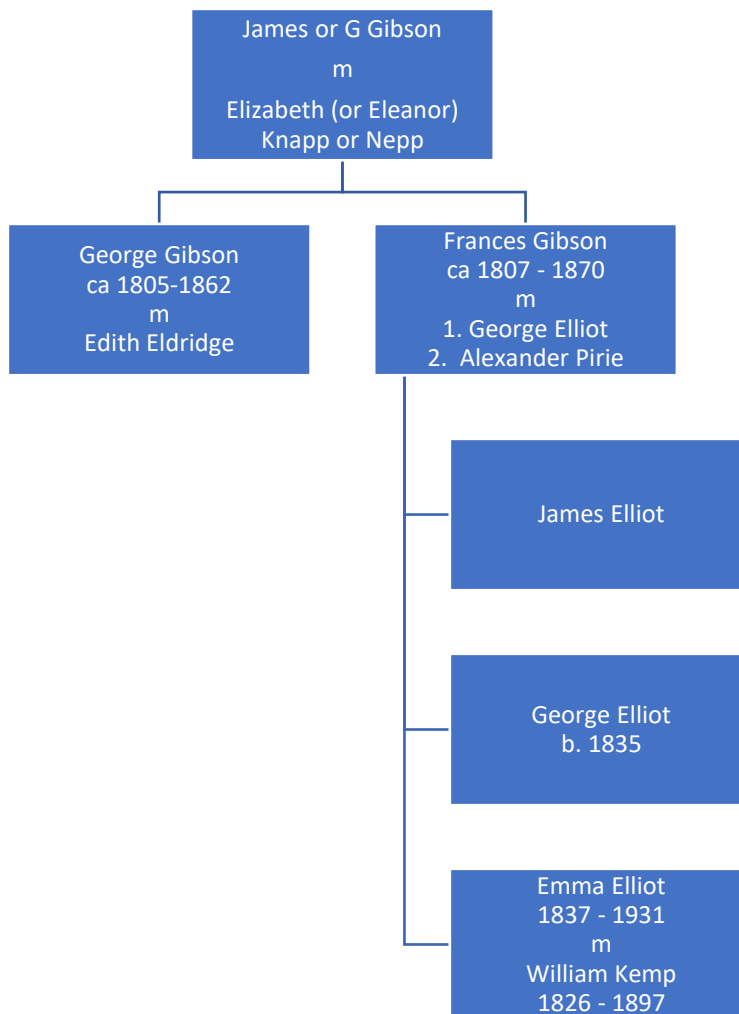 James or G Gibson
m
Elizabeth (or Eleanor)
Knapp or Nepp
George Gibson
ca 1805-1862
m
Edith Eldridge
Frances Gibson
ca 1807 - 1870
m
1. George Elliot
2. Alexander Pirie
James Elliot
George Elliot
b. 1835
Emma Elliot
1837 - 1931
m
William Kemp
1826 - 1897